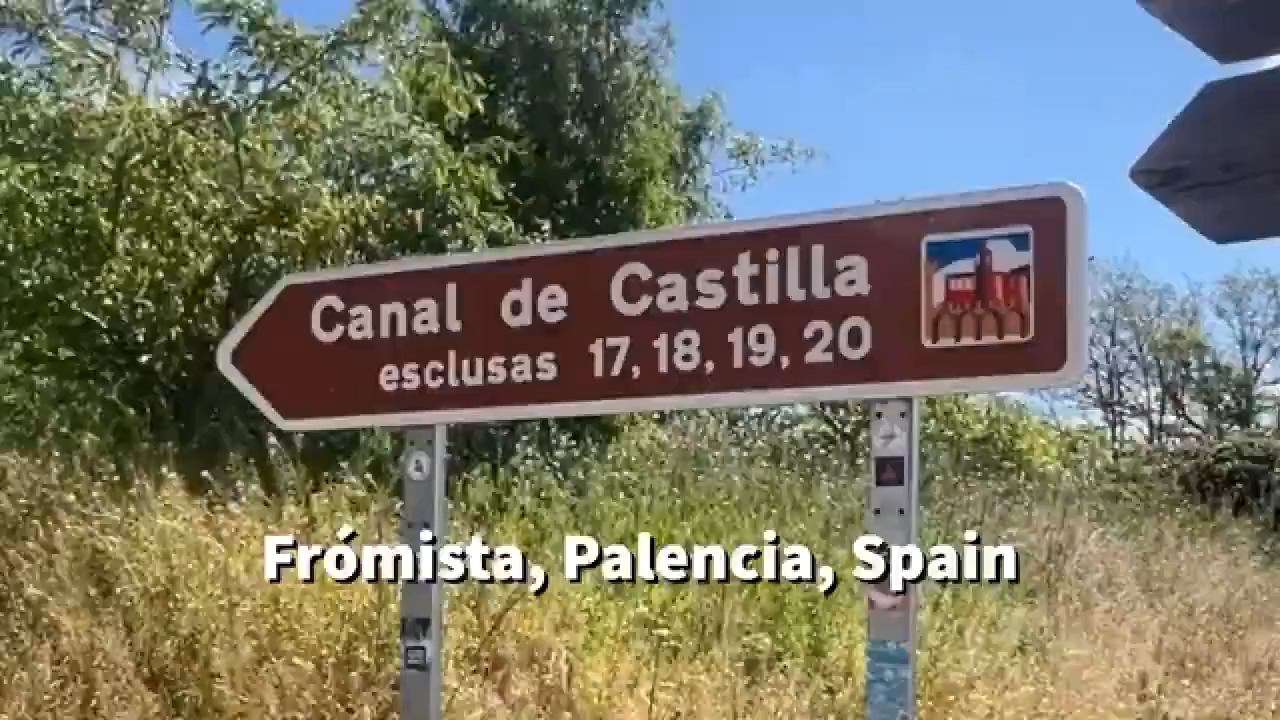 Canal de Castilla
esclusas 17, 18, 19, 20
Frómista, Palencia, Spain